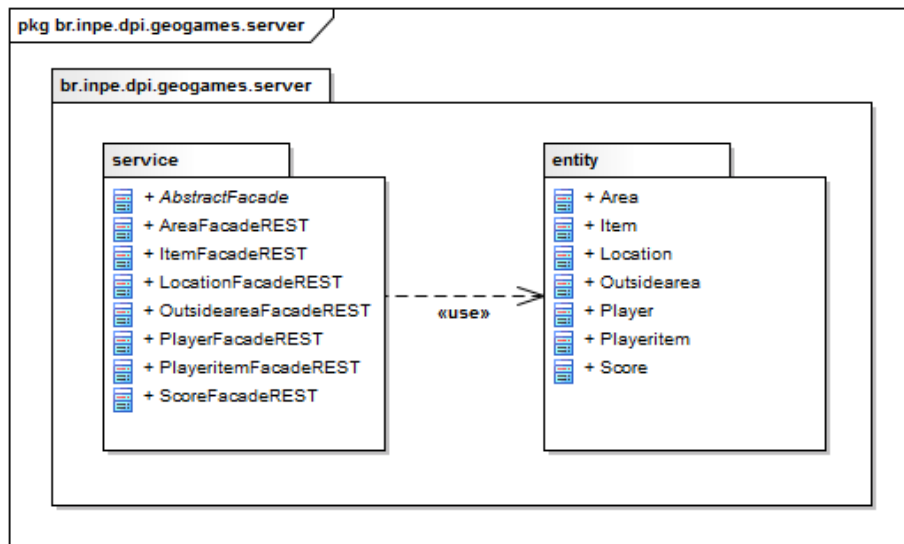 pkg br.inpe.dpi.geogames.server
br.inpe.dpi.geogames.server
service
+ AbstractFacade
+ AreaFacadeREST
+ ItemFacadeREST
+ LocationFacadeREST
+ OutsideareaFacadeREST
+ PlayerFacadeREST
+ PlayeritemFacadeREST
+ ScoreFacadeREST
«use»
entity
+ Area
+ Item
+ Location
+ Outsidearea
+ Player
+ Playeritem
+ Score